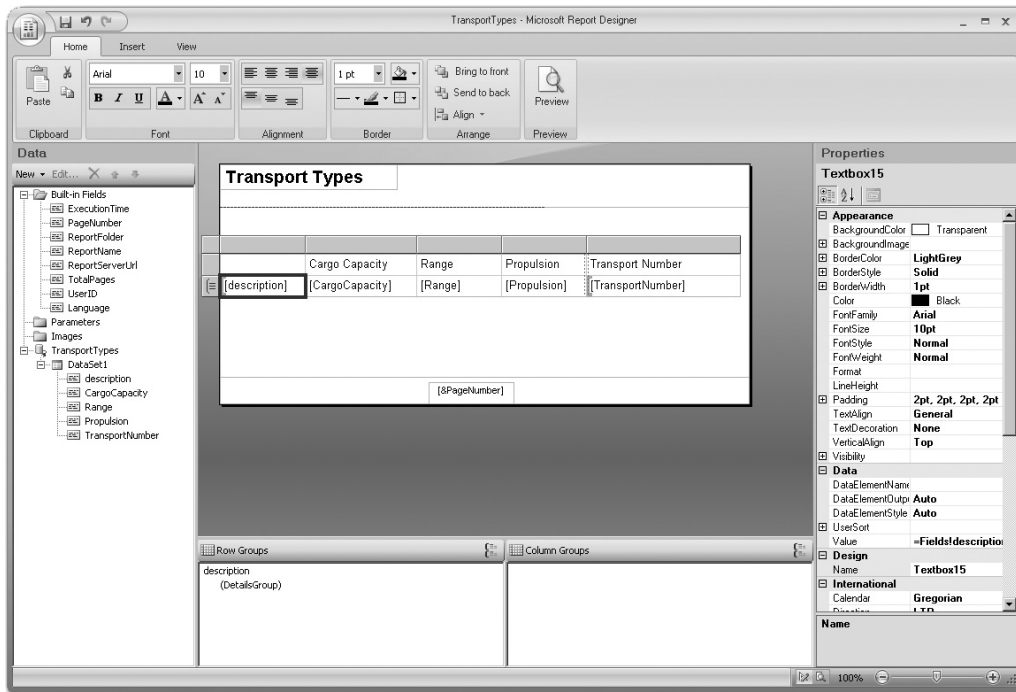 TransportTypes - Microsoft Report Designer
Home Insert View
Paste
Arial 10
B I U A A A
1 pt
Bring to front
Send to back
Align
Preview
Clipboard Font Alignment Border Arrange Preview
Data
New Edit...
Built-in Fields
ExecutionTime
PageNumber
ReportFolder
ReportName
ReportServerUrl
TotalPages
UserID
Language
Parameters
Images
TransportTypes
DataSet1
description
CargoCapacity
Range
Propulsion
TransportNumber
Transport Types
Cargo Capacity Range Propulsion Transport Number
[description] [CargoCapacity] [Range] [Propulsion] [TransportNumber]
[&PageNumber]
Row Groups
description
(DetailsGroup)
Column Groups
Properties
Textbox15
Appearance
BackgroundColor Transparent
BackgroundImage
BorderColor LightGrey
BorderStyle Solid
BorderWidth 1pt
Color Black
FontFamily Arial
FontSize 10pt
FontStyle Normal
FontWeight Normal
Format
LineHeight
Padding 2pt, 2pt, 2pt, 2pt
TextAlign General
TextDecoration None
VerticalAlign Top
Visibility
Data
DataElementName
DataElementOutpu Auto
DataElementStyle Auto
UserSort
Value =Fields!description
Design
Name Textbox15
International
Calendar Gregorian
Direction LTR
Name
100%